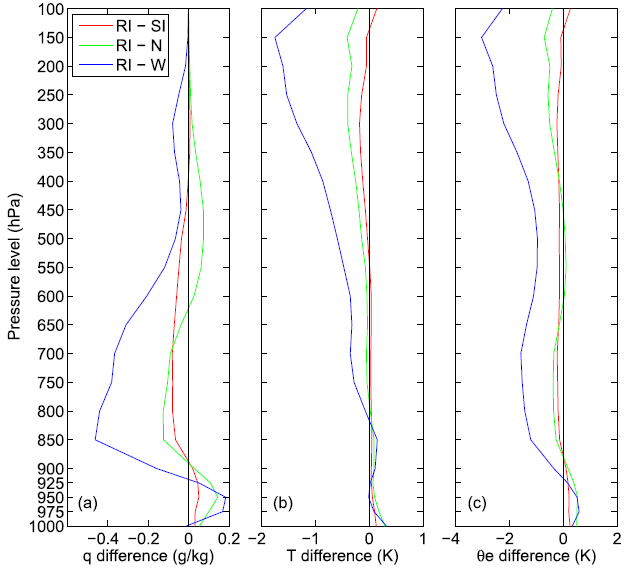 100
150
200
250
300
350
400
450
500
550
600
650
700
750
800
850
900
925
950
975
1000
Pressure level (hPa)
RI − SI
RI − N
RI − W
(a)
(b)
(c)
−0.4 −0.2 0 0.2
−2 −1 0 1
−4 −2 0 2
q difference (g/kg)
T difference (K)
θe difference (K)